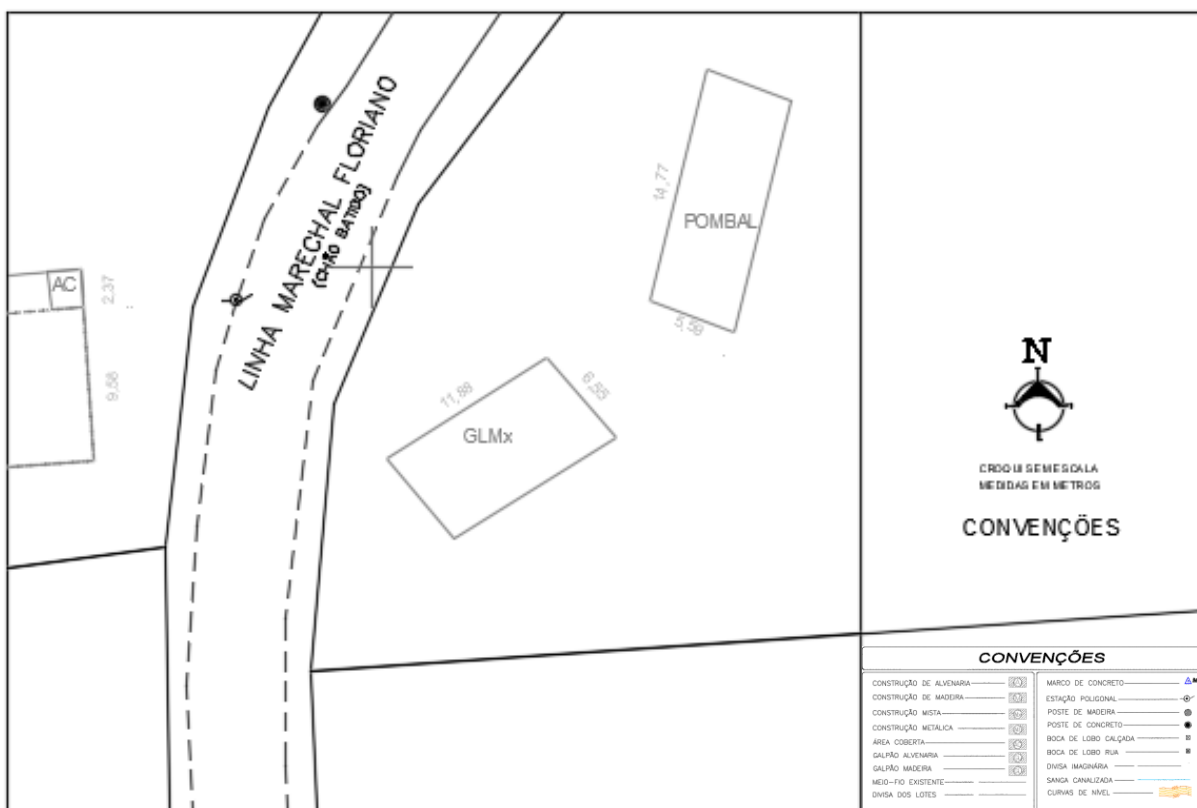 LINHA MARECHAL FLORIANO
(CHÃO BATIDO)
14,77
POMBAL
5,59
AC
2,37
9,58
11,88
6,55
GLMx
N
CROQUI SEM ESCALA
MEDIDAS EM METROS
CONVENÇÕES
CONVENÇÕES
CONSTRUÇÃO DE ALVENARIA
CONSTRUÇÃO DE MADEIRA
CONSTRUÇÃO MISTA
CONSTRUÇÃO METÁLICA
ÁREA COBERTA
GALPÃO ALVENARIA
GALPÃO MADEIRA
MEIO-FIO EXISTENTE
DIVISA DOS LOTES
MARCO DE CONCRETO
ESTAÇÃO POLIGONAL
POSTE DE MADEIRA
POSTE DE CONCRETO
BOCA DE LOBO CALÇADA
BOCA DE LOBO RUA
DIVISA IMAGINÁRIA
SANGA CANALIZADA
CURVAS DE NÍVEL